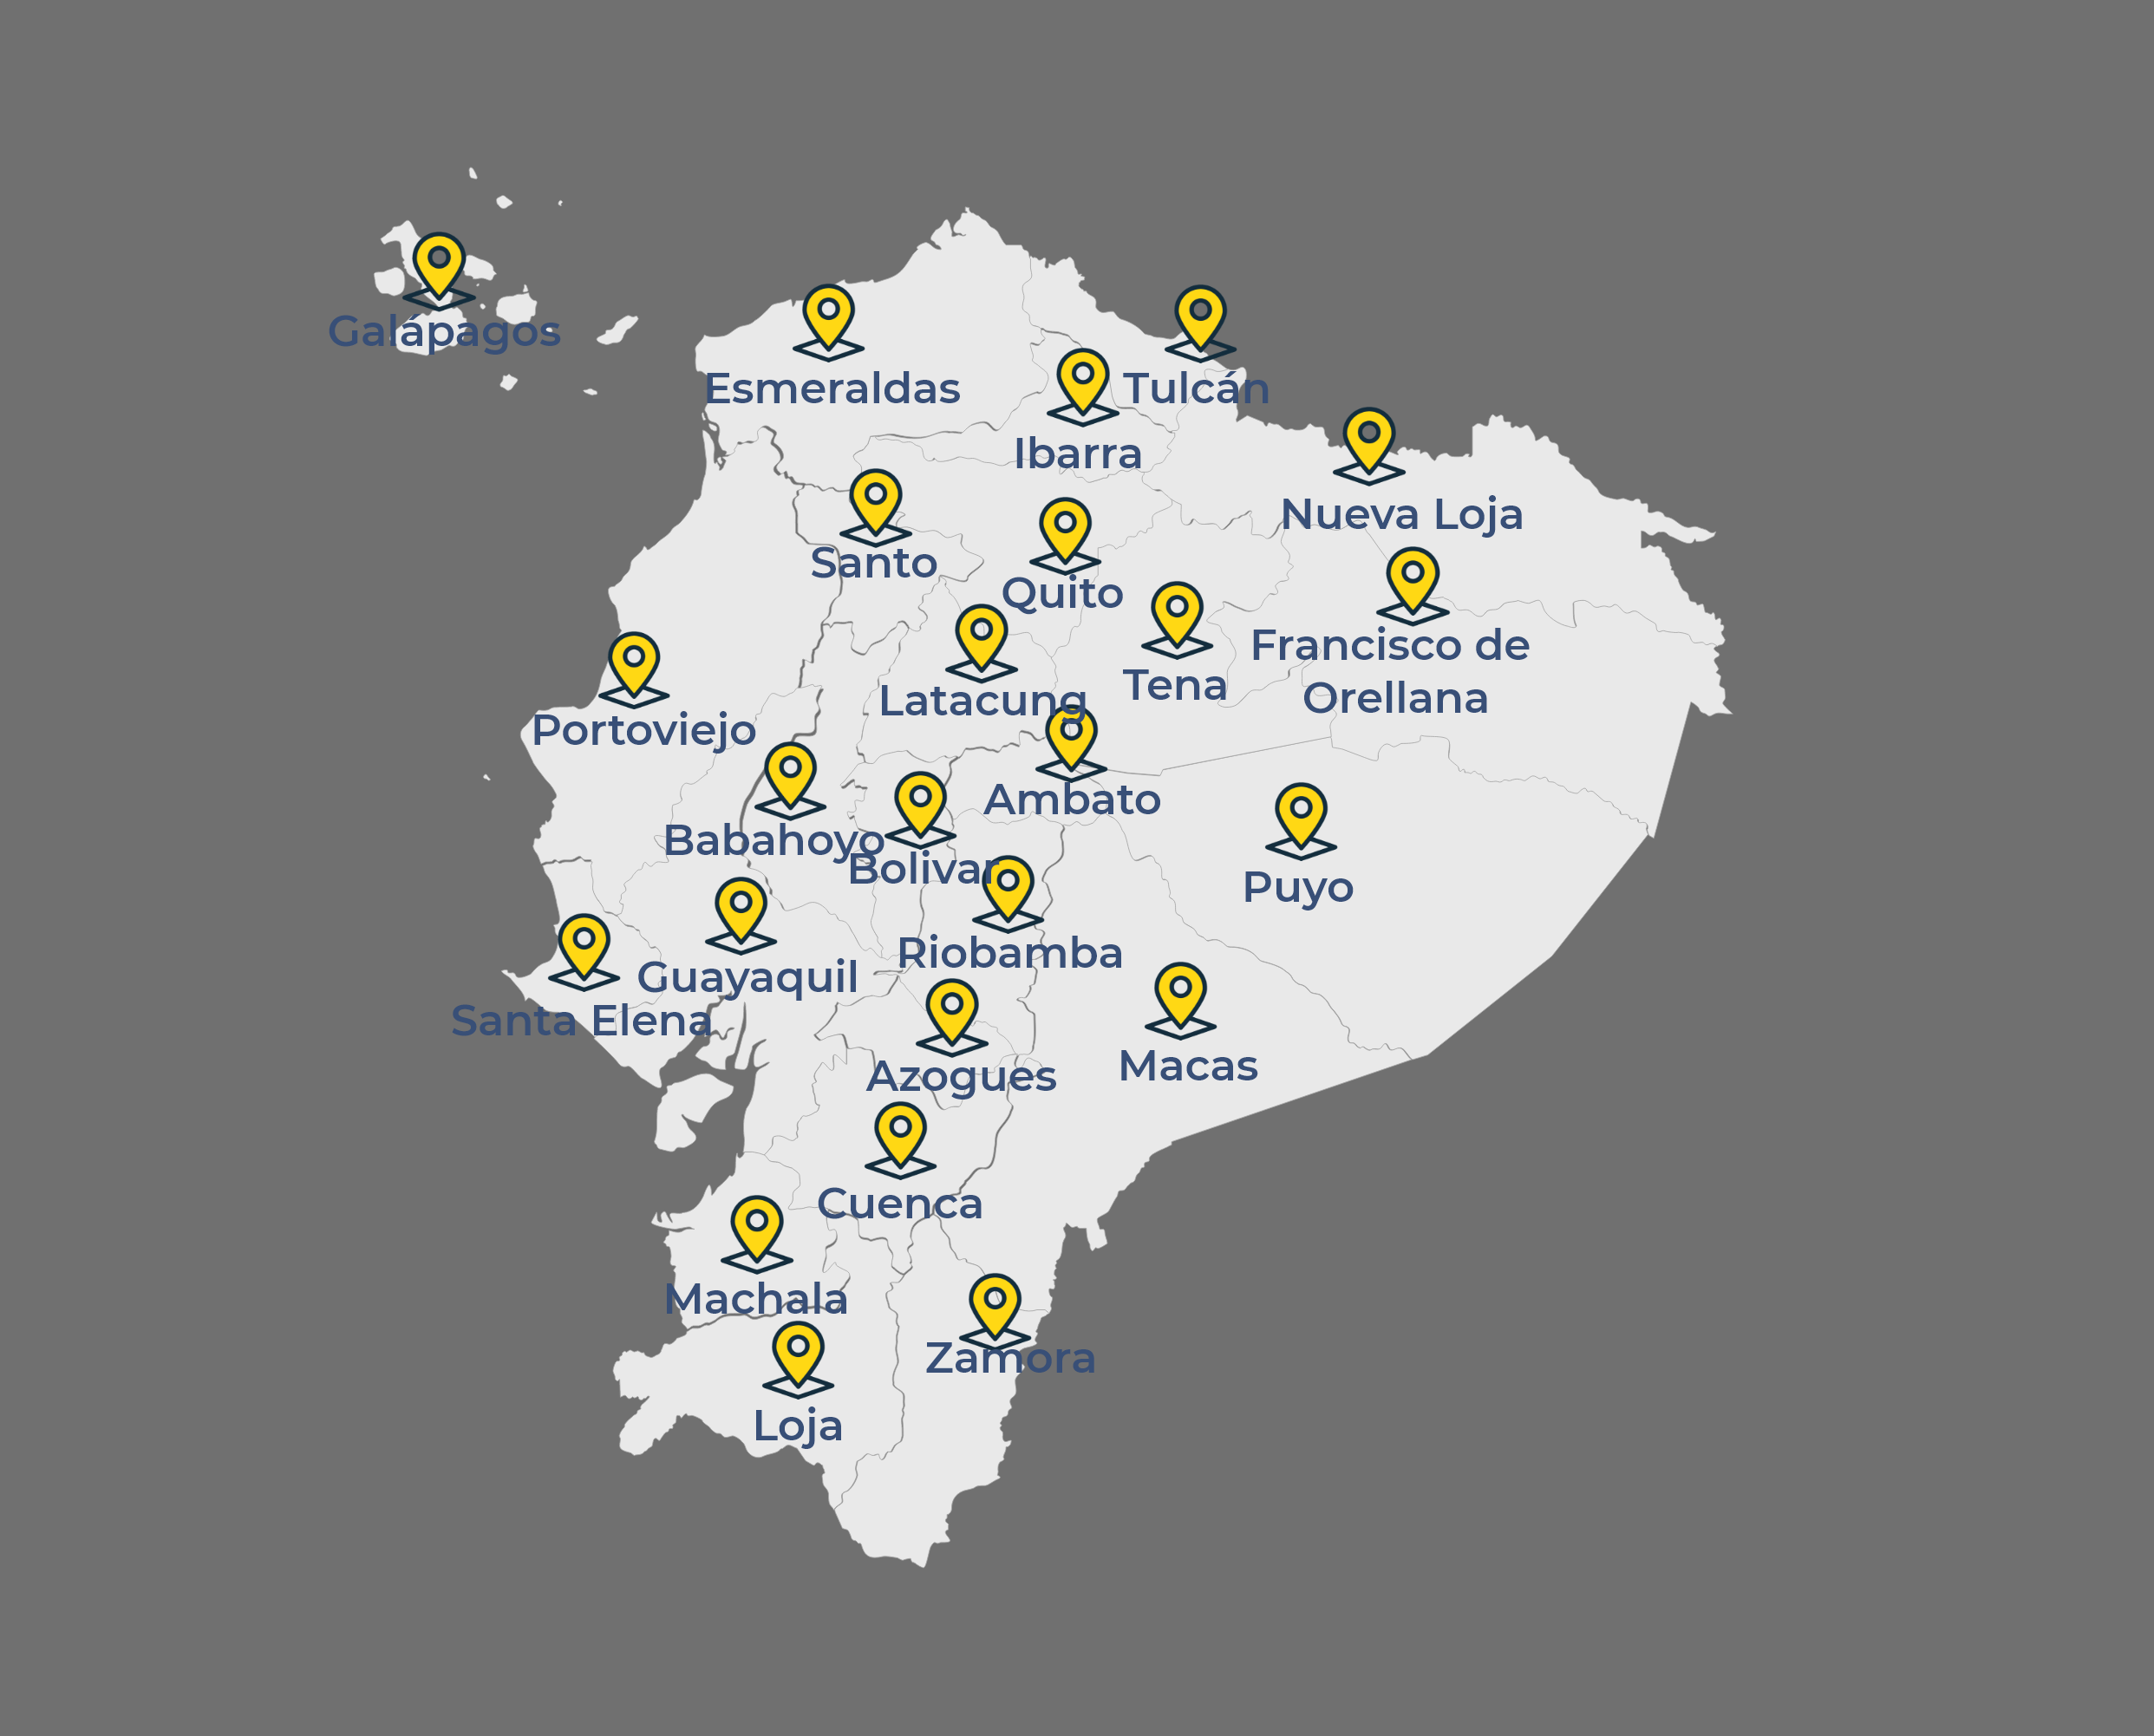 Galápagos
Esmeraldas
Tulcán
Ibarra
Nueva Loja
Santo
Quito
Francisco de
Orellana
Tena
Latacung
Portoviejo
Ambato
Babahoyo
Bolivar
Puyo
Riobamba
Guayaquil
Santa Elena
Macas
Azogues
Cuenca
Machala
Zamora
Loja